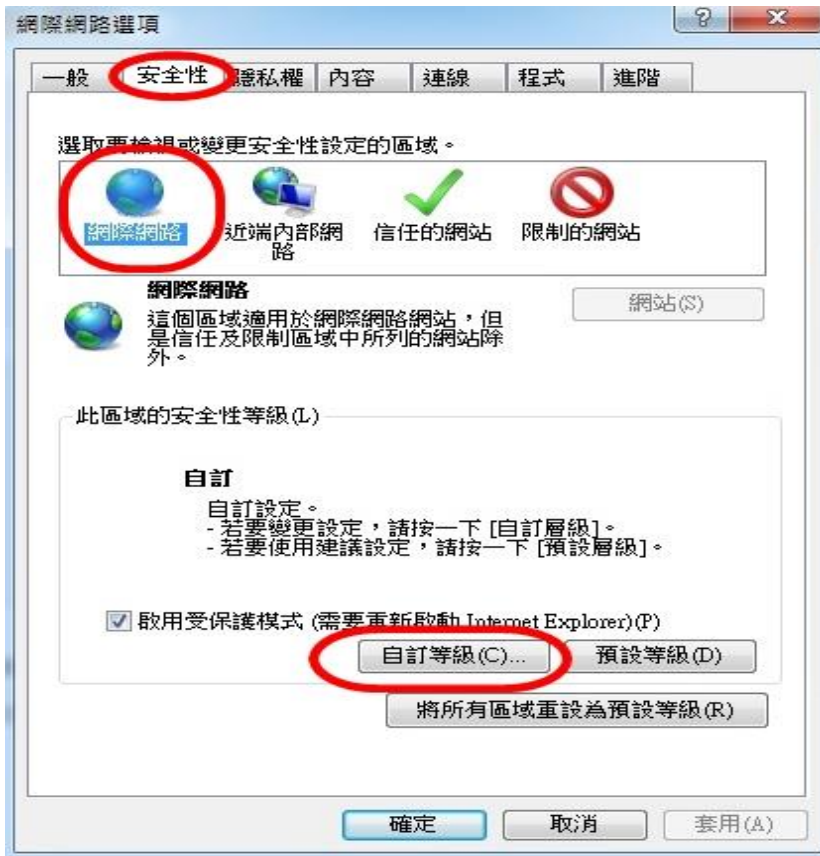 網際網路選項
一般 安全性 隱私權 內容 連線 程式 進階
選取要檢視或變更安全性設定的區域。
網際網路 近端內部網路 信任的網站 限制的網站
網際網路
網站(S)
這個區域適用於網際網路網站，但
是信任及限制區域中所列的網站除
外。
此區域的安全性等級(L)
自訂
自訂設定。
- 若要變更設定，請按一下 [自訂層級]。
- 若要使用建議設定，請按一下 [預設層級]。
啟用受保護模式 (需要重新啟動 Internet Explorer)(P)
自訂等級(C)... 預設等級(D)
將所有區域重設為預設等級(R)
確定 取消 套用(A)